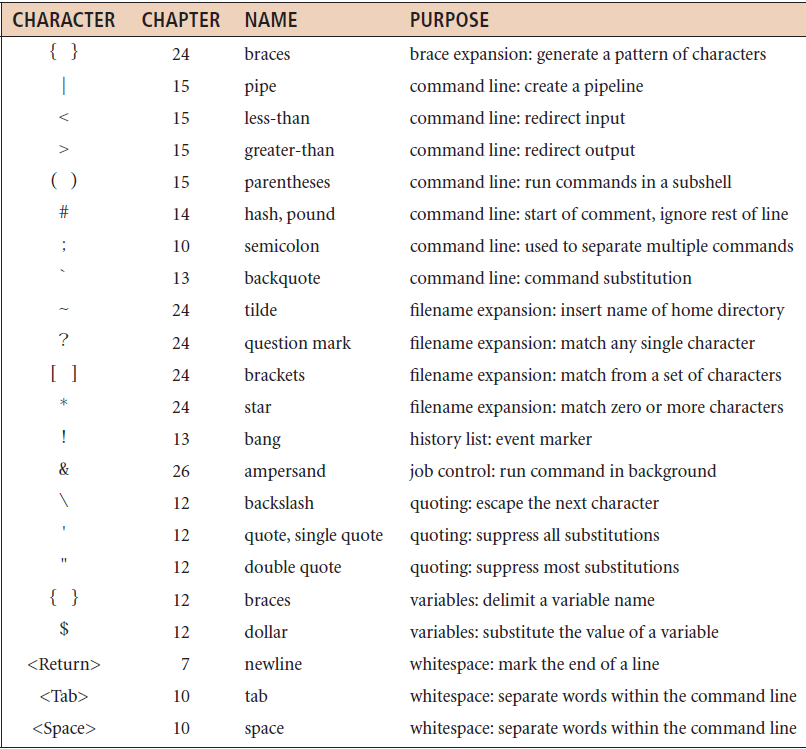 CHARACTER CHAPTER NAME PURPOSE
{ } 24 braces brace expansion: generate a pattern of characters
| 15 pipe command line: create a pipeline
< 15 less-than command line: redirect input
> 15 greater-than command line: redirect output
( ) 15 parentheses command line: run commands in a subshell
# 14 hash, pound command line: start of comment, ignore rest of line
; 10 semicolon command line: used to separate multiple commands
` 13 backquote command line: command substitution
~ 24 tilde filename expansion: insert name of home directory
? 24 question mark filename expansion: match any single character
[ ] 24 brackets filename expansion: match from a set of characters
* 24 star filename expansion: match zero or more characters
! 13 bang history list: event marker
& 26 ampersand job control: run command in background
\ 12 backslash quoting: escape the next character
' 12 quote, single quote quoting: suppress all substitutions
" 12 double quote quoting: suppress most substitutions
{ } 12 braces variables: delimit a variable name
$ 12 dollar variables: substitute the value of a variable
<Return> 7 newline whitespace: mark the end of a line
<Tab> 10 tab whitespace: separate words within the command line
<Space> 10 space whitespace: separate words within the command line